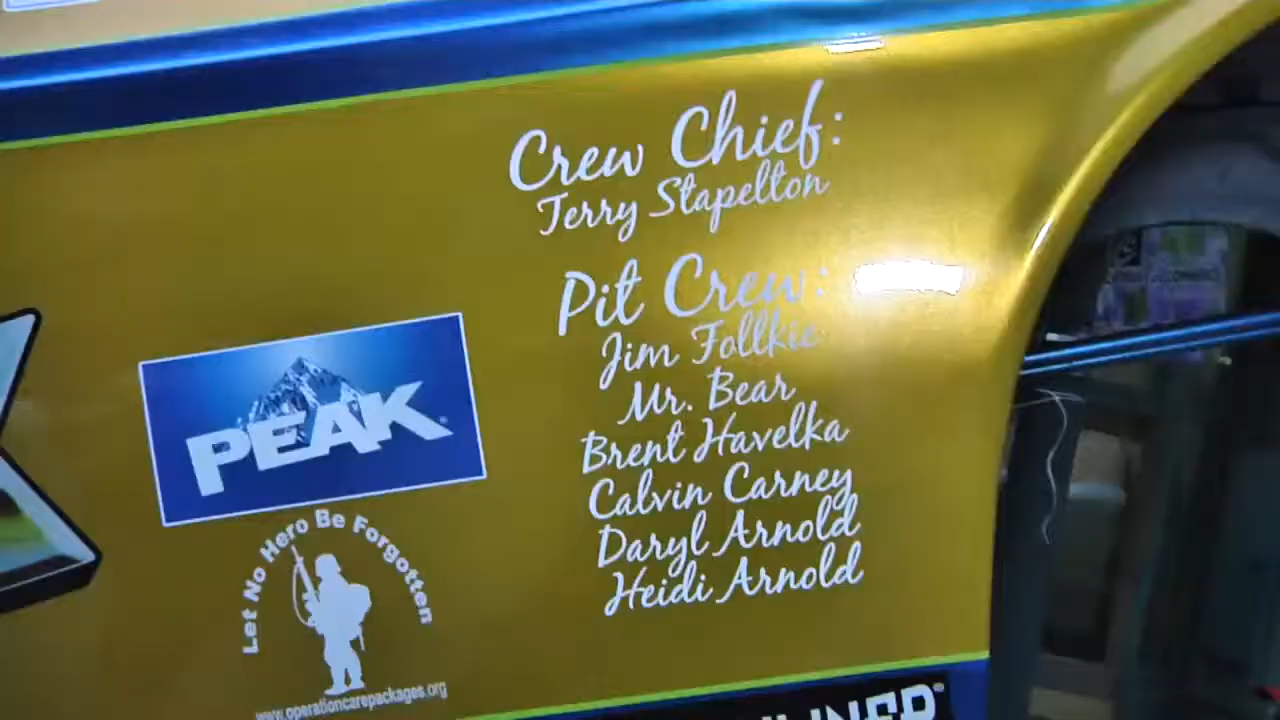 Crew Chief:
Terry Stapelton
Pit Crew:
Jim Follkie
Mr. Bear
Brent Havelka
Calvin Carney
Daryl Arnold
Heidi Arnold
PEAK
Let No Hero Be Forgotten
www.operationcarepackages.org